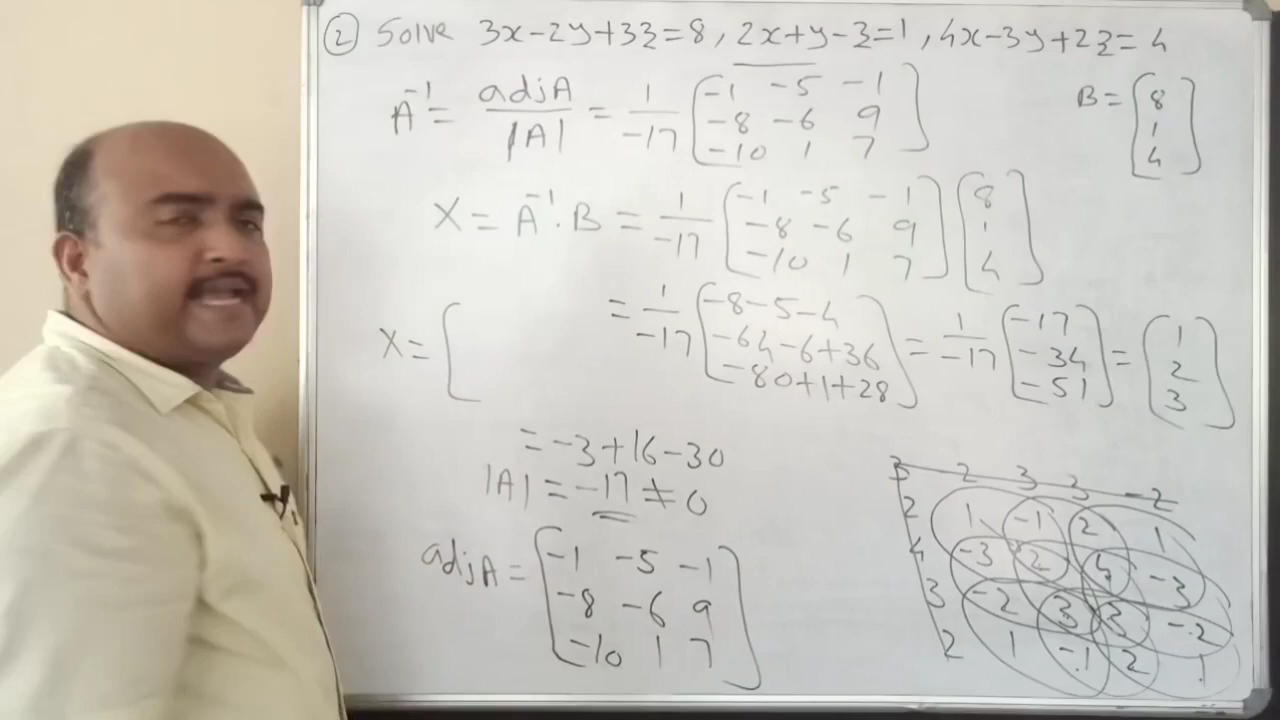 ② Solve 3x-2y+3z=8, 2x+y-z=1, 4x-3y+2z=4
A⁻¹ = adjA / |A| = 1/-17 [-1 -5 -1
-8 -6 9
-10 1 7]
B = [8
1
4]
X = A⁻¹.B = 1/-17 [-1 -5 -1
-8 -6 9
-10 1 7] [8
1
4]
= 1/-17 [-8-5-4
-64-6+36
-80+1+28] = 1/-17 [-17
-34
-51] = [1
2
3]
X = [
= -3+16-30
|A| = -17 ≠ 0
adjA = [-1 -5 -1
-8 -6 9
-10 1 7]
3 -2 3 3 -2
2 1 -1 2 1
4 -3 2 4 -3
3 -2 3 3 -2
2 1 -1 2 1